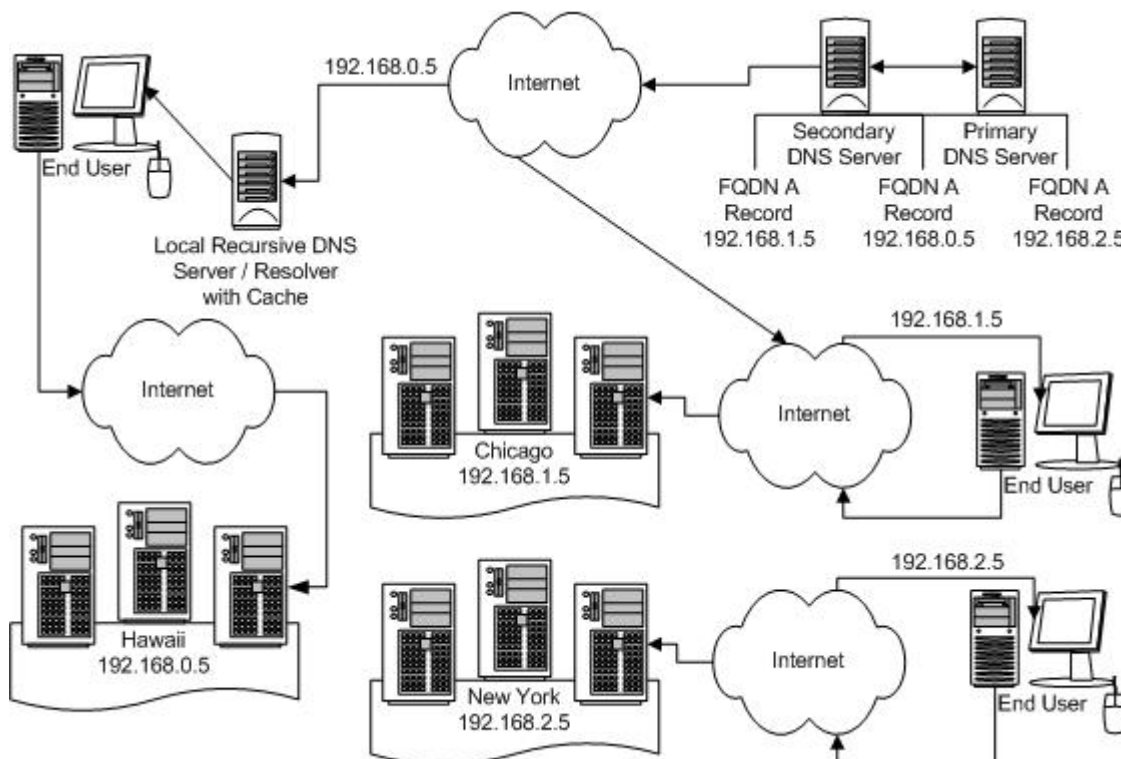 192.168.0.5
Internet
End User
Local Recursive DNS
Server / Resolver
with Cache
Secondary
DNS Server
Primary
DNS Server
FQDN A
Record
192.168.1.5
FQDN A
Record
192.168.0.5
FQDN A
Record
192.168.2.5
Internet
Hawaii
192.168.0.5
Chicago
192.168.1.5
Internet
192.168.1.5
End User
New York
192.168.2.5
Internet
192.168.2.5
End User